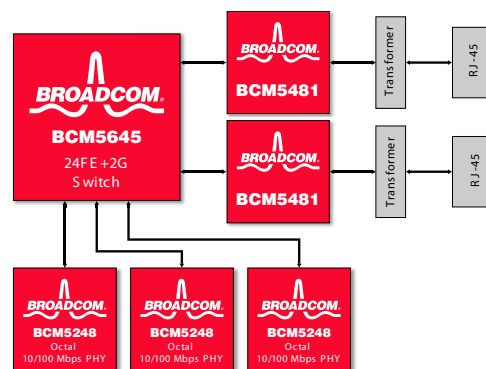 BROADCOM®
BCM5645
24FE+2G
Switch
BROADCOM®
BCM5481
Transformer
RJ-45
BROADCOM®
BCM5481
Transformer
RJ-45
BROADCOM®
BCM5248
Octal
10/100 Mbps PHY
BROADCOM®
BCM5248
Octal
10/100 Mbps PHY
BROADCOM®
BCM5248
Octal
10/100 Mbps PHY